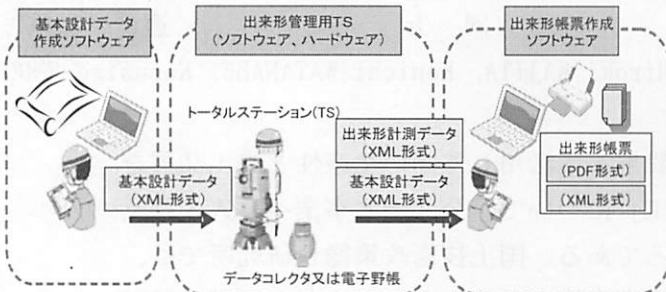 基本設計データ
作成ソフトウェア
出来形管理用TS
(ソフトウェア、ハードウェア)
出来形帳票作成
ソフトウェア
トータルステーション(TS)
基本設計データ
(XML形式)
出来形計測データ
(XML形式)
基本設計データ
(XML形式)
出来形帳票
(PDF形式)
(XML形式)
データコレクタ又は電子野帳